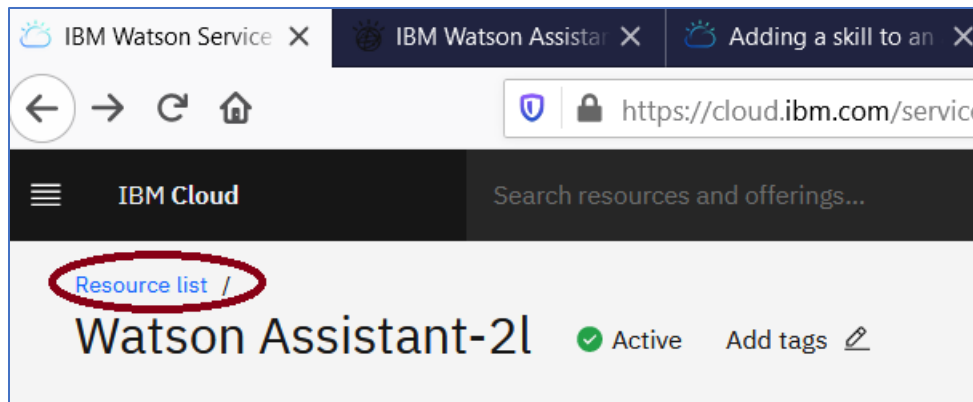 IBM Watson Service IBM Watson Assistar Adding a skill to an
https://cloud.ibm.com/servic
IBM Cloud Search resources and offerings...
Resource list /
Watson Assistant-2l Active Add tags